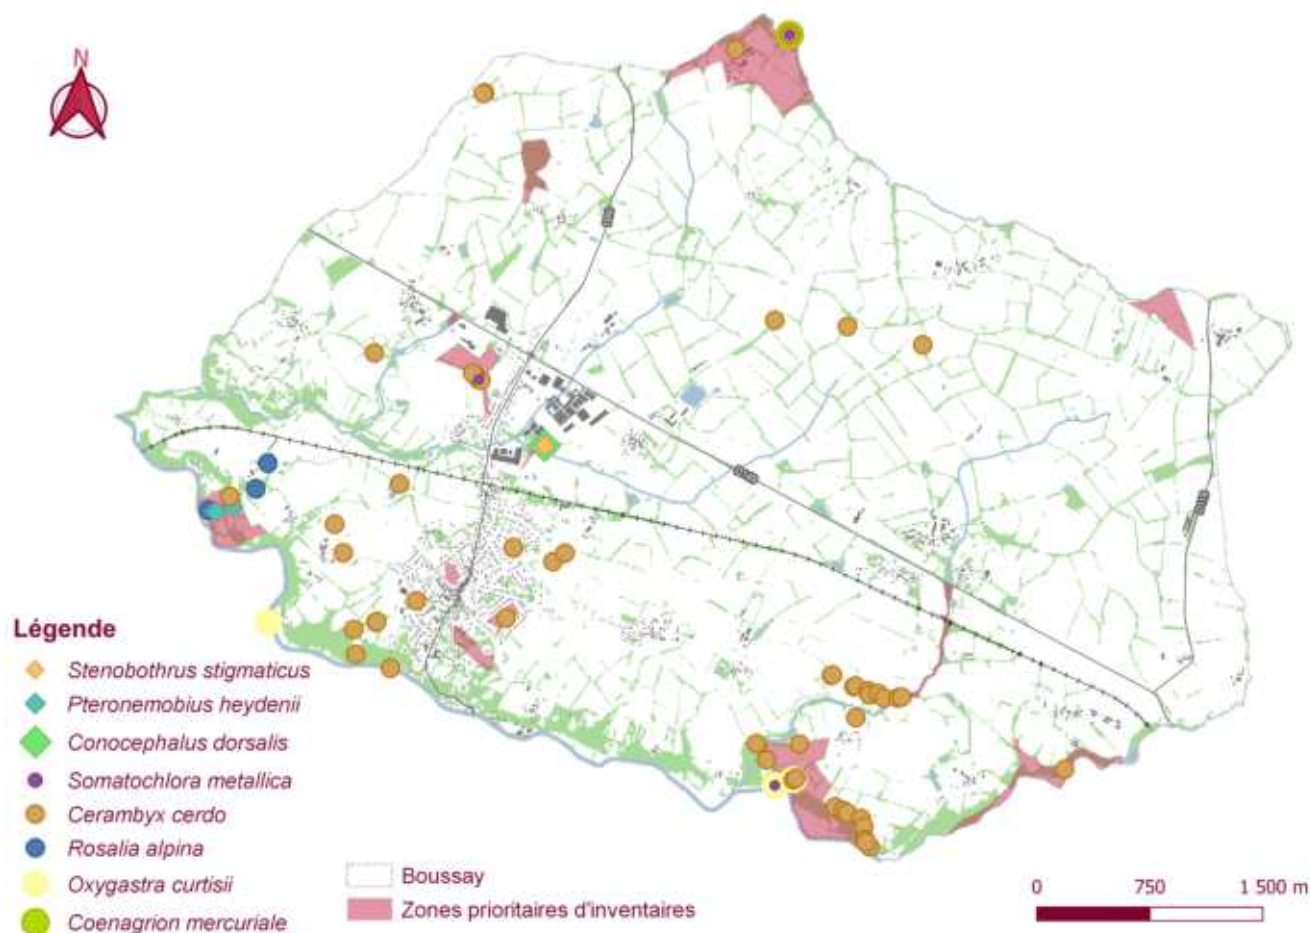 N
Légende
Stenobothrus stigmaticus
Pteronemobius heydenii
Conocephalus dorsalis
Somatochlora metallica
Cerambyx cerdo
Rosalia alpina
Oxygastra curtisii
Coenagrion mercuriale
Boussay
Zones prioritaires d'inventaires
0 750 1 500 m